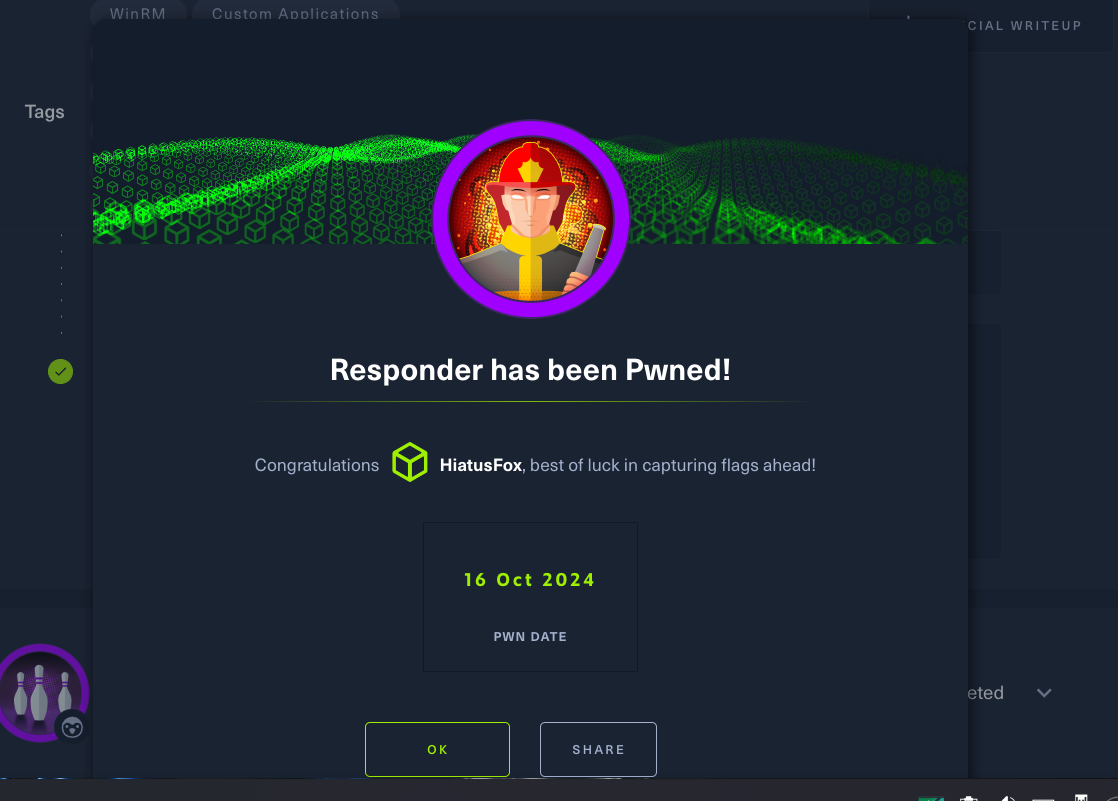 WinRM
Custom Applications
CIAL WRITEUP
Tags
Responder has been Pwned!
Congratulations HiatusFox, best of luck in capturing flags ahead!
16 Oct 2024
PWN DATE
eted
OK
SHARE